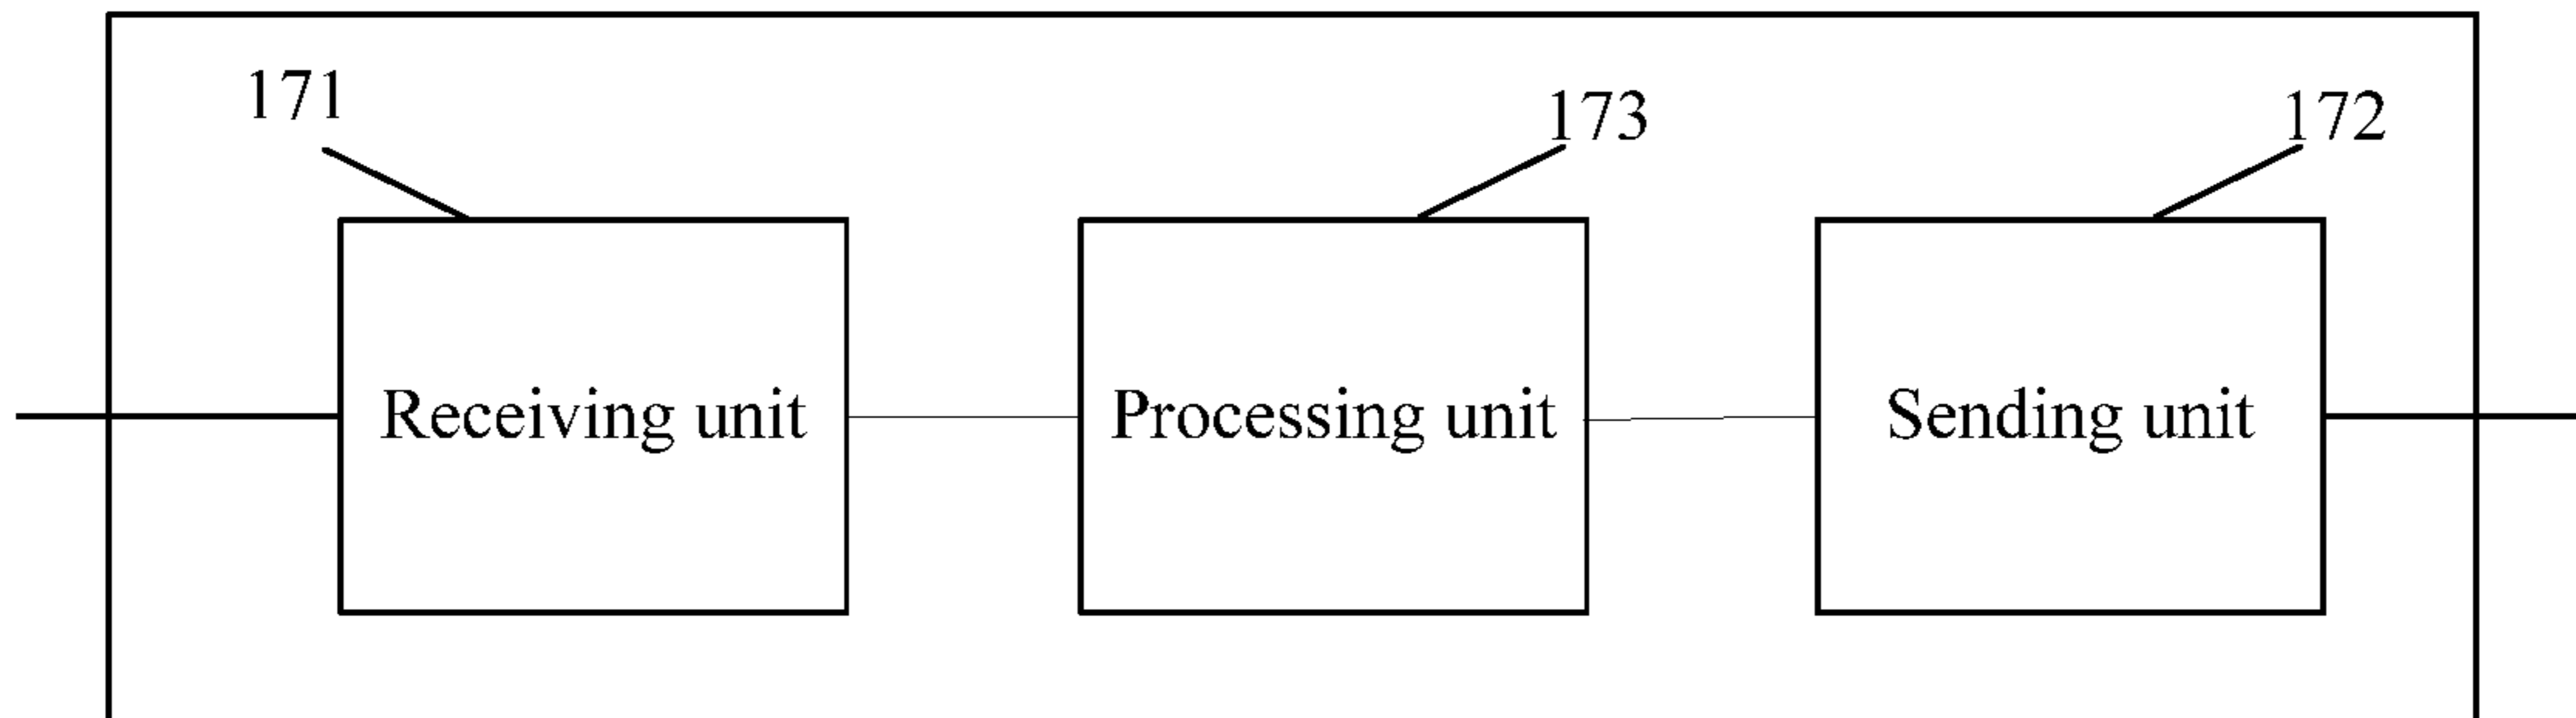 171
173
172
Receiving unit
Processing unit
Sending unit